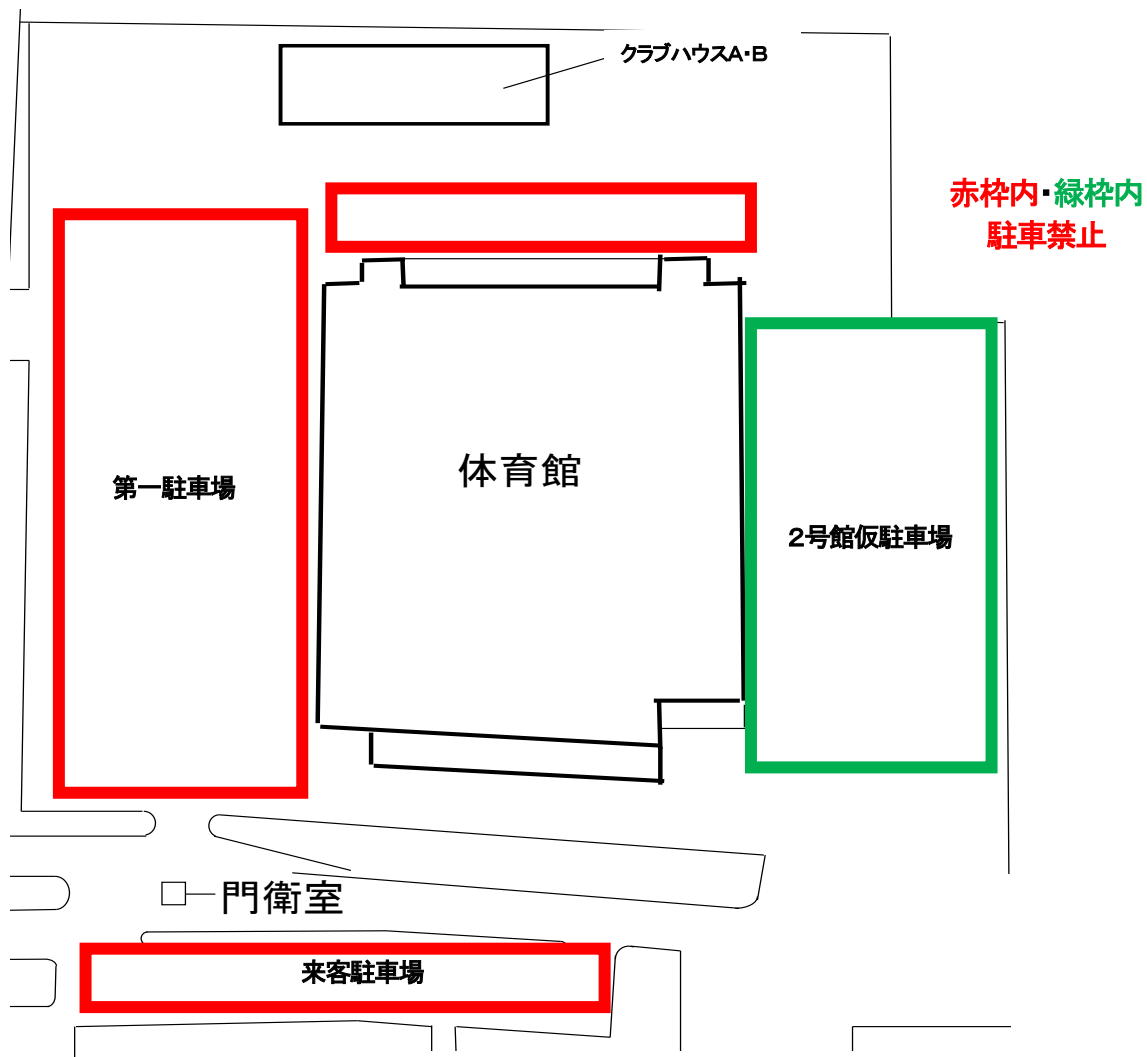 クラブハウスA・B
赤枠内・緑枠内
駐車禁止
体育館
第一駐車場
２号館仮駐車場
門衛室
来客駐車場